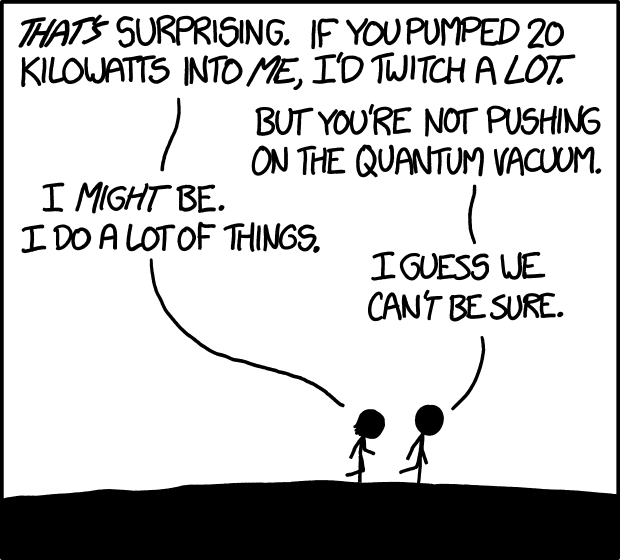 THAT'S SURPRISING. IF YOU PUMPED 20
KILOWATTS INTO ME, I'D TWITCH A LOT.
BUT YOU'RE NOT PUSHING
ON THE QUANTUM VACUUM.
I MIGHT BE.
I DO A LOT OF THINGS.
I GUESS WE
CAN'T BE SURE.